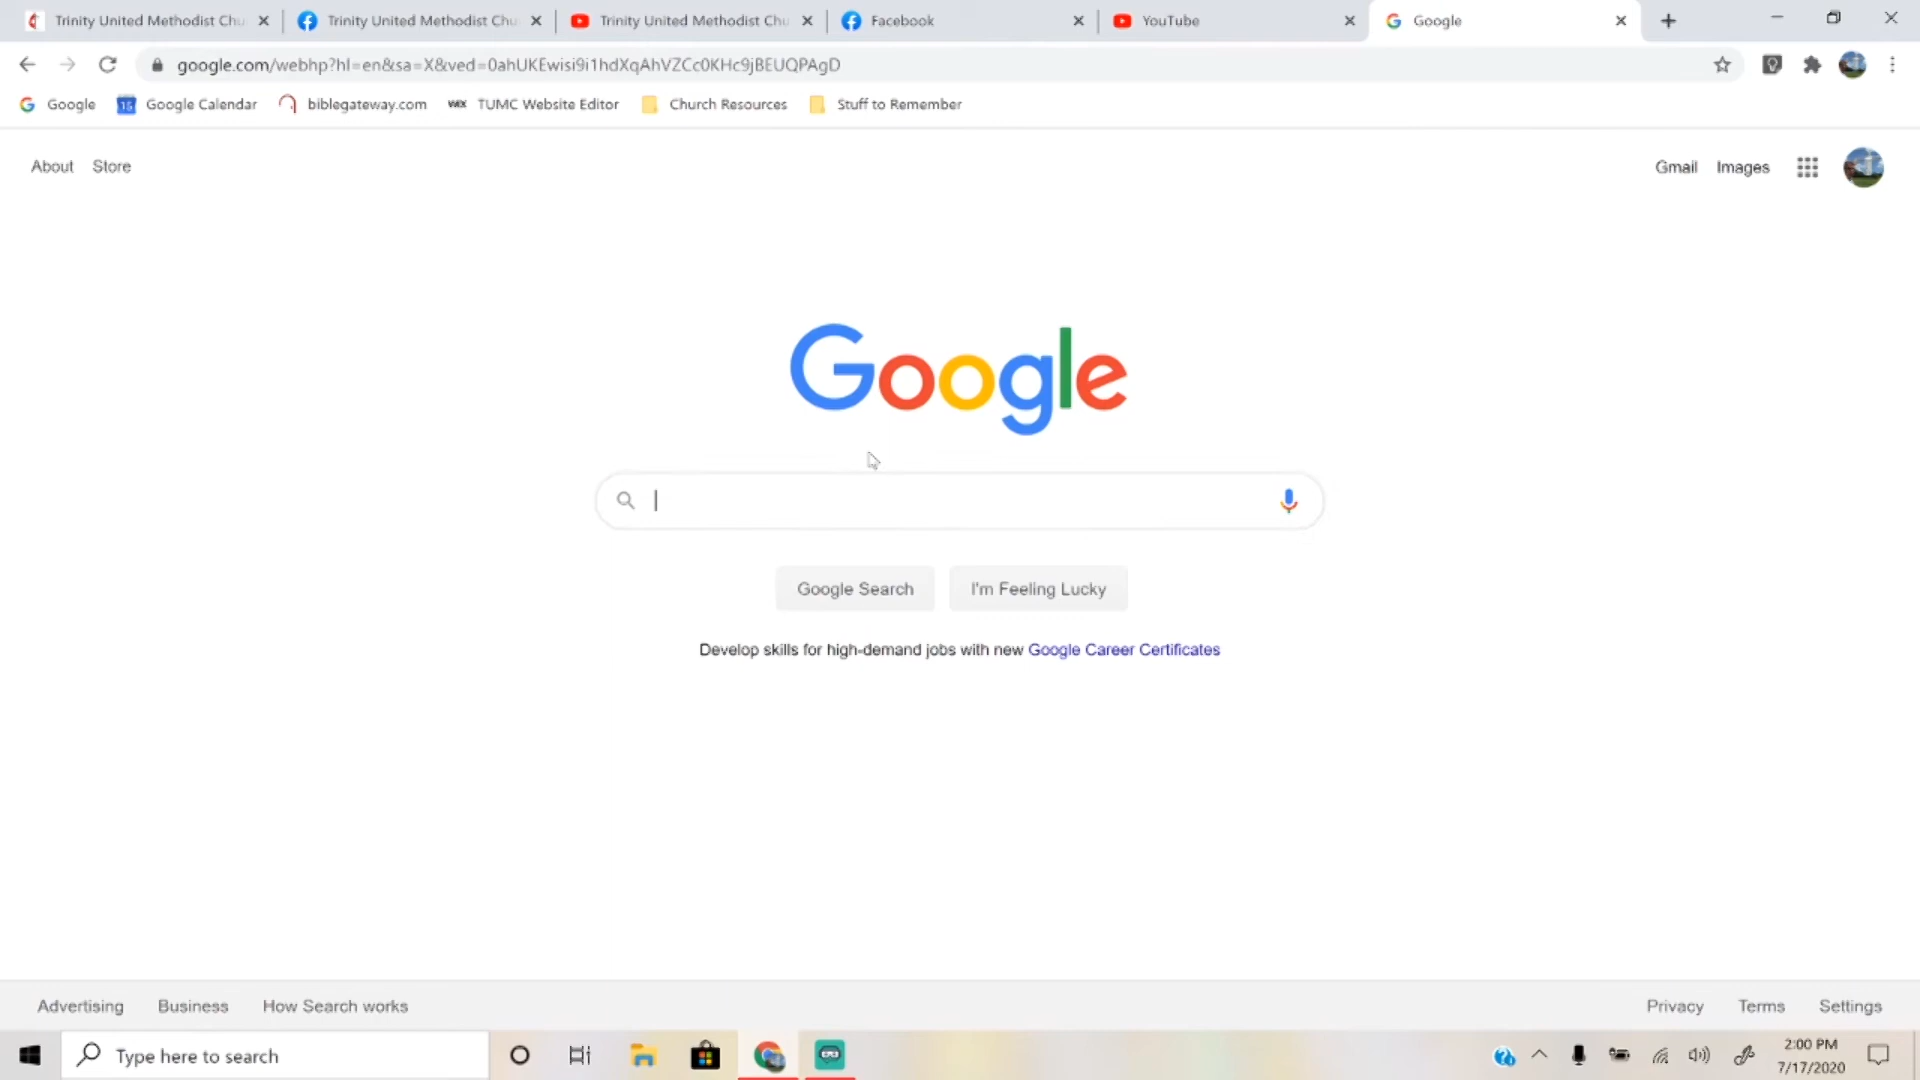 Trinity United Methodist Chu
Trinity United Methodist Chu
Trinity United Methodist Chu
Facebook
YouTube
Google
google.com/webhp?hl=en&sa=X&ved=0ahUKEwisi9i1hdXqAhVZCc0KHc9jBEUQPAgD
Google
Google Calendar
biblegateway.com
WIX
TUMC Website Editor
Church Resources
Stuff to Remember
About
Store
Gmail
Images
Google
Google Search
I'm Feeling Lucky
Develop skills for high-demand jobs with new Google Career Certificates
Advertising
Business
How Search works
Privacy
Terms
Settings
Type here to search
2:00 PM
7/17/2020